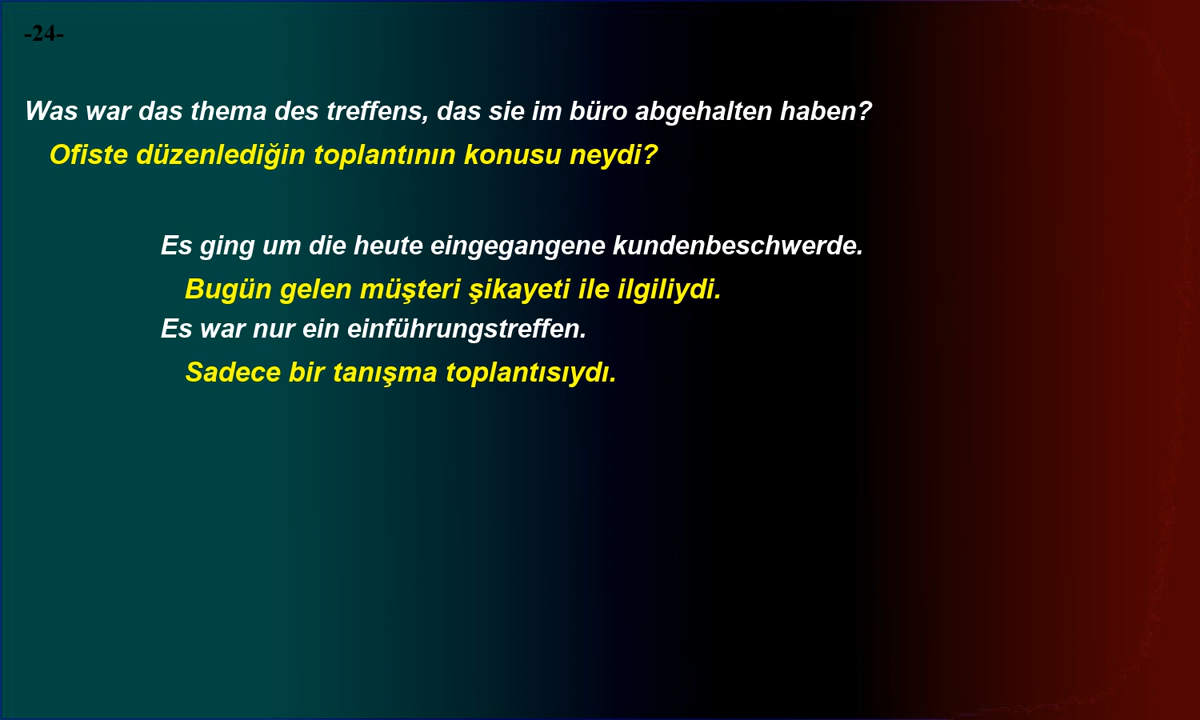 -24-
Was war das thema des treffens, das sie im büro abgehalten haben?
Ofiste düzenlediğin toplantının konusu neydi?
Es ging um die heute eingegangene kundenbeschwerde.
Bugün gelen müşteri şikayeti ile ilgiliydi.
Es war nur ein einführungstreffen.
Sadece bir tanışma toplantısıydı.